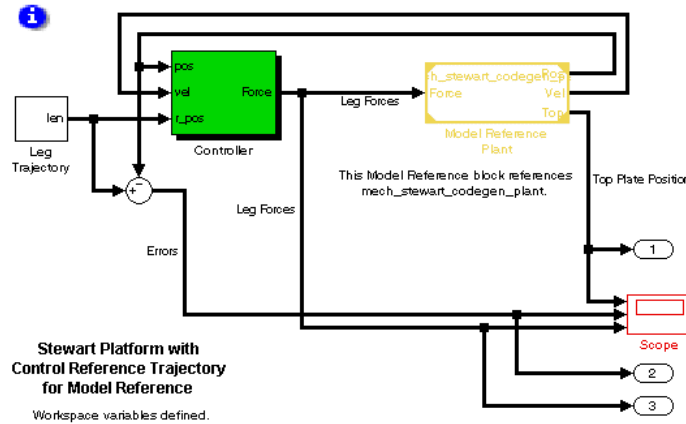 i
pos
vel
r_pos
Force
Controller
len
Leg
Trajectory
Leg Forces
h_stewart_codegen_p
Pos
Force
Vel
Top
Model Reference
Plant
This Model Reference block references
mech_stewart_codegen_plant.
Top Plate Position
Leg Forces
Errors
1
Scope
2
3
Stewart Platform with
Control Reference Trajectory
for Model Reference
Workspace variables defined.